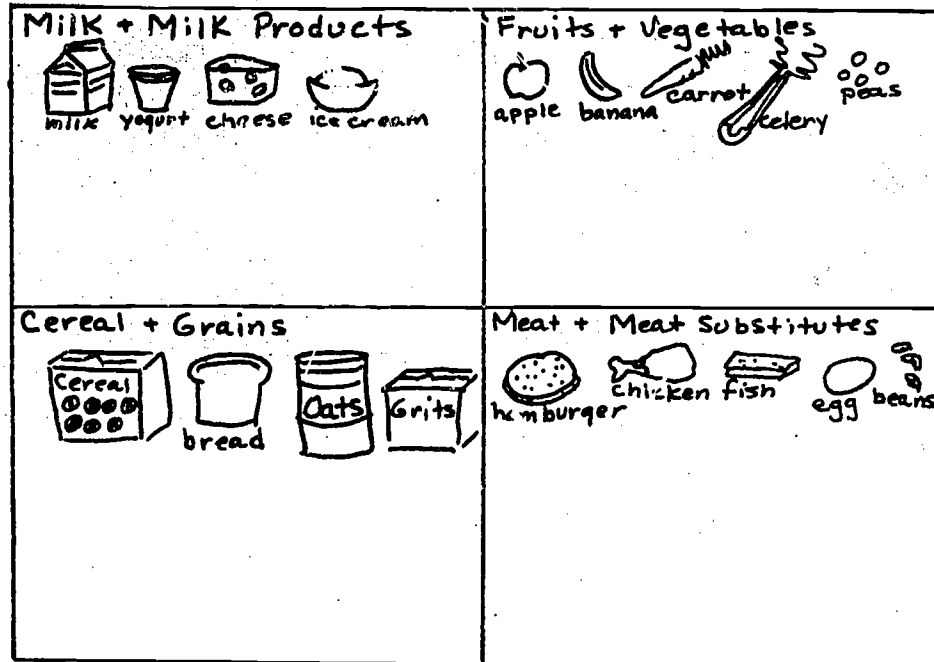 Milk + Milk Products
milk yogurt cheese ice cream
Fruits + Vegetables
apple banana carrot celery peas
Cereal + Grains
Cereal
bread
Oats
Grits
Meat + Meat Substitutes
hamburger chicken fish egg beans